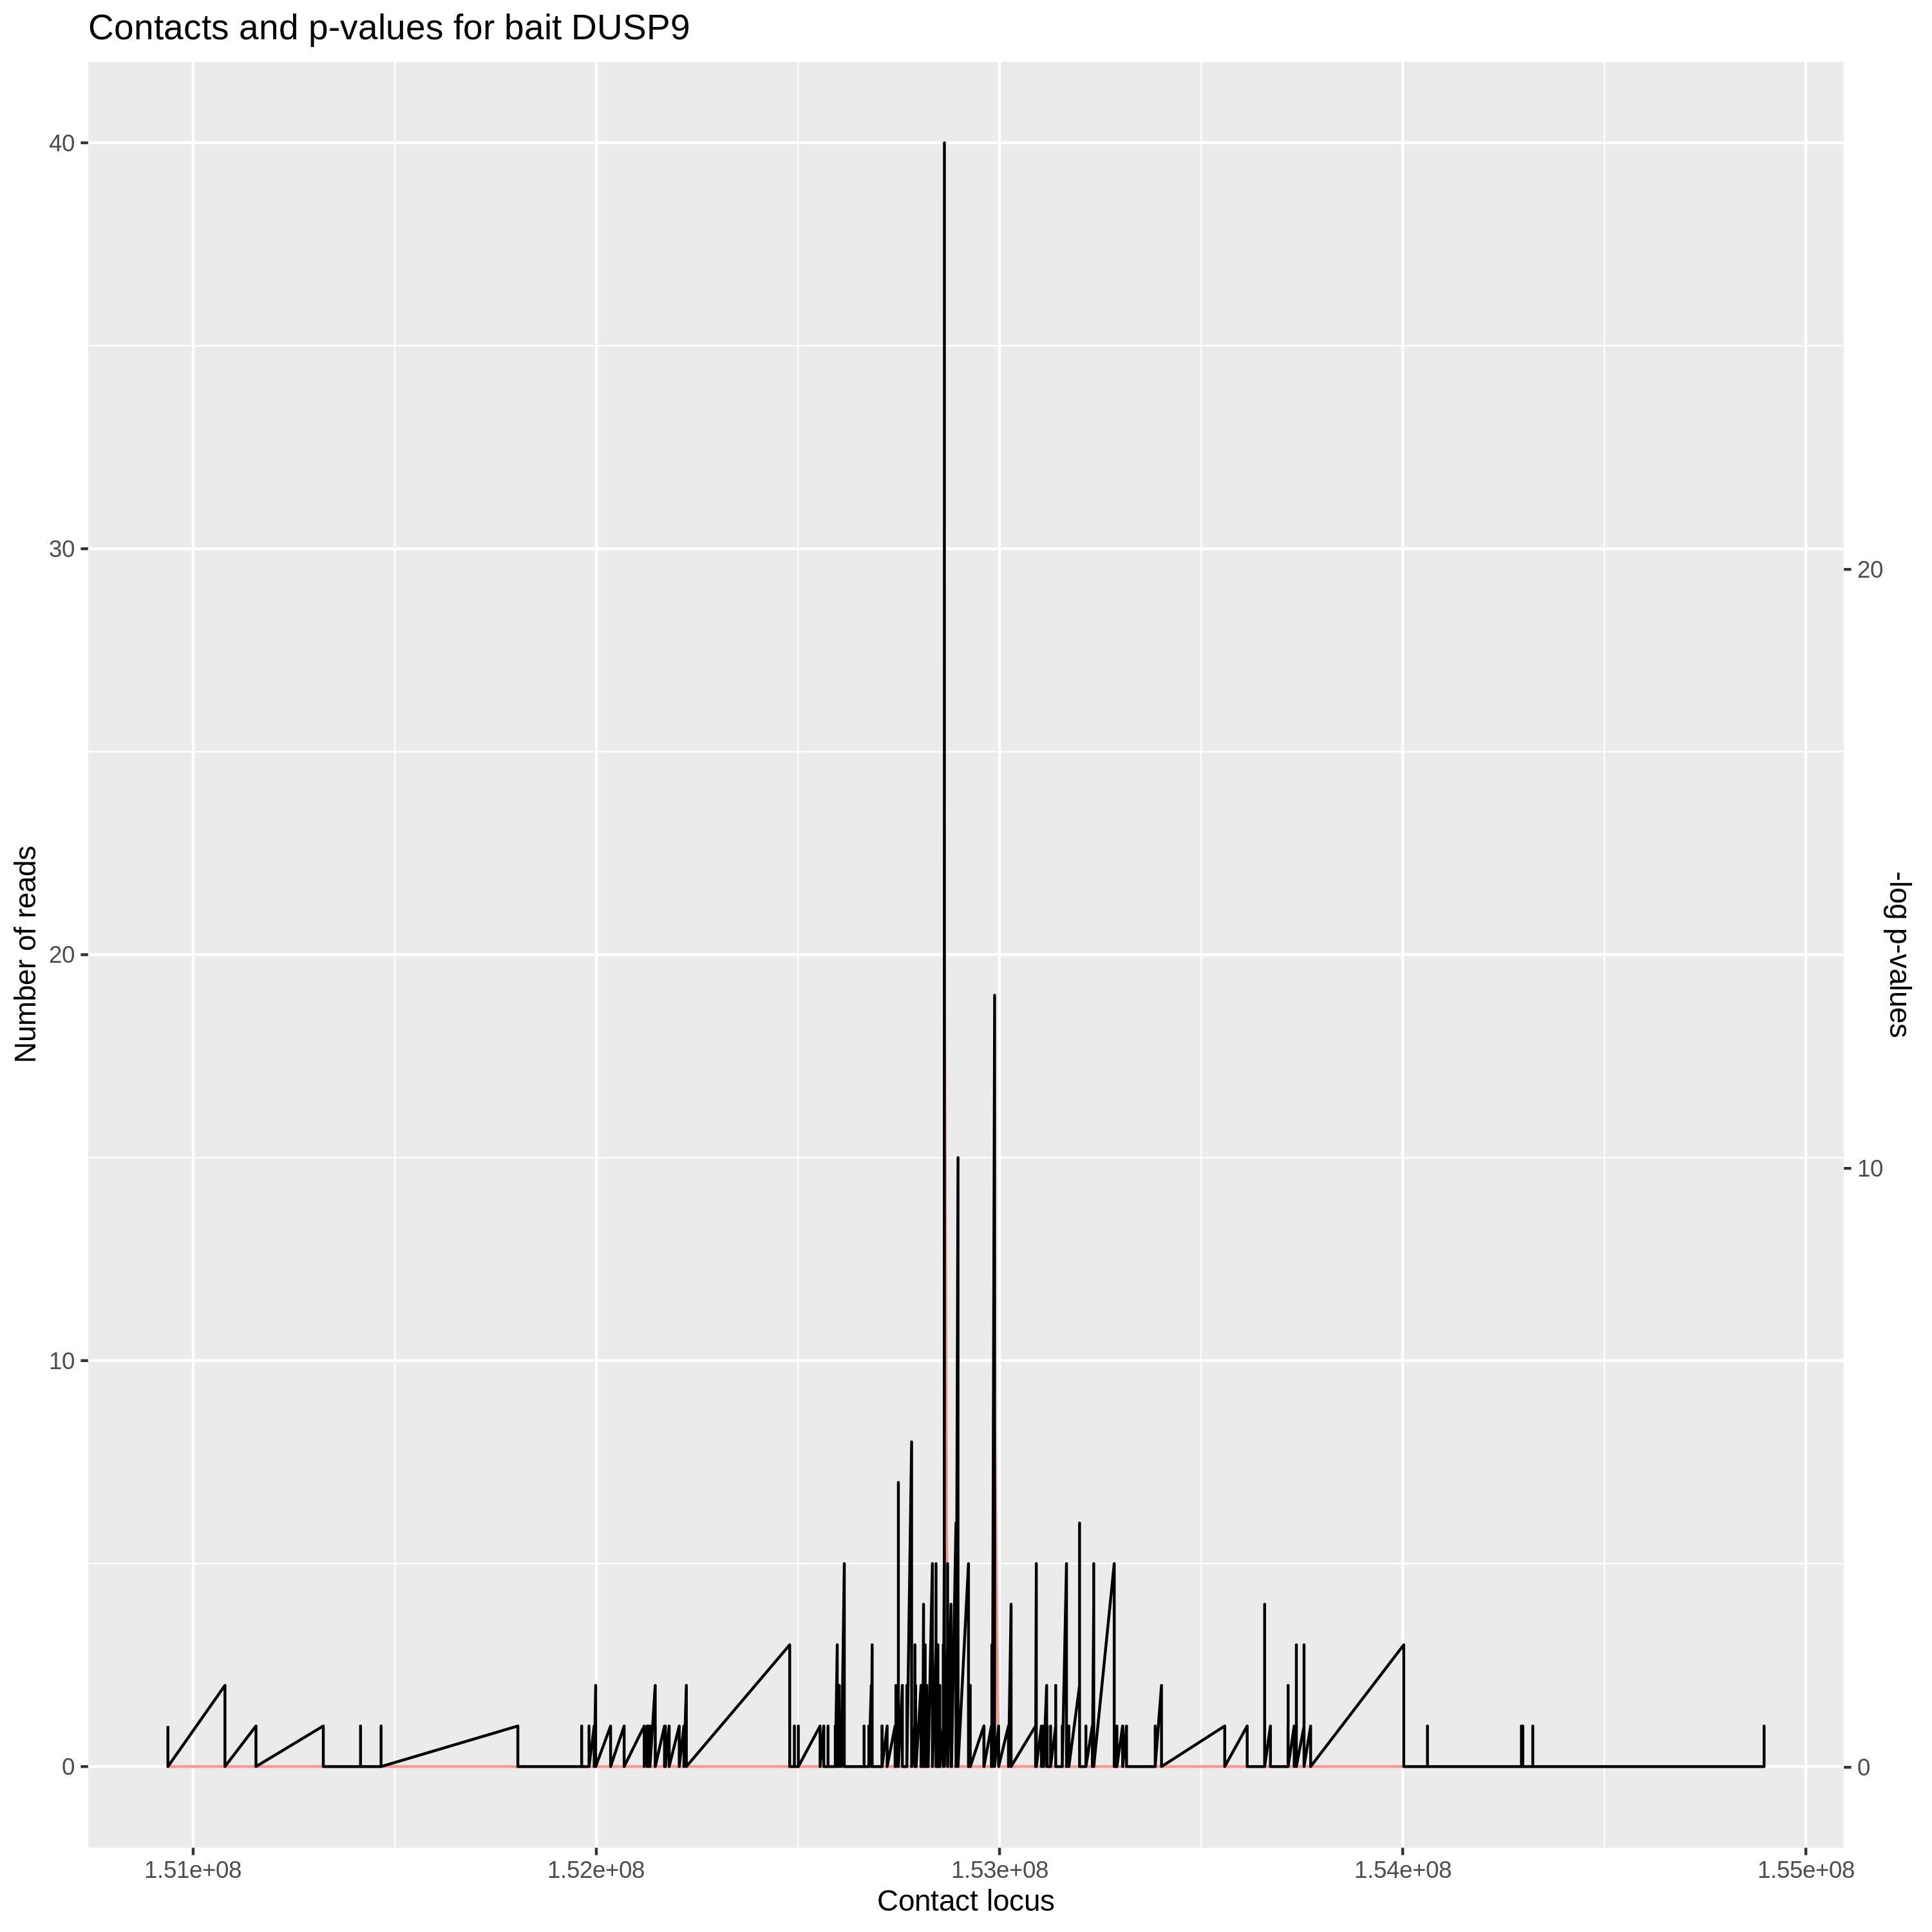 Contacts and p-values for bait DUSP9
40
30
20
10
0
Number of reads
20
10
0
-log p-values
1.51e+08
1.52e+08
1.53e+08
1.54e+08
1.55e+08
Contact locus